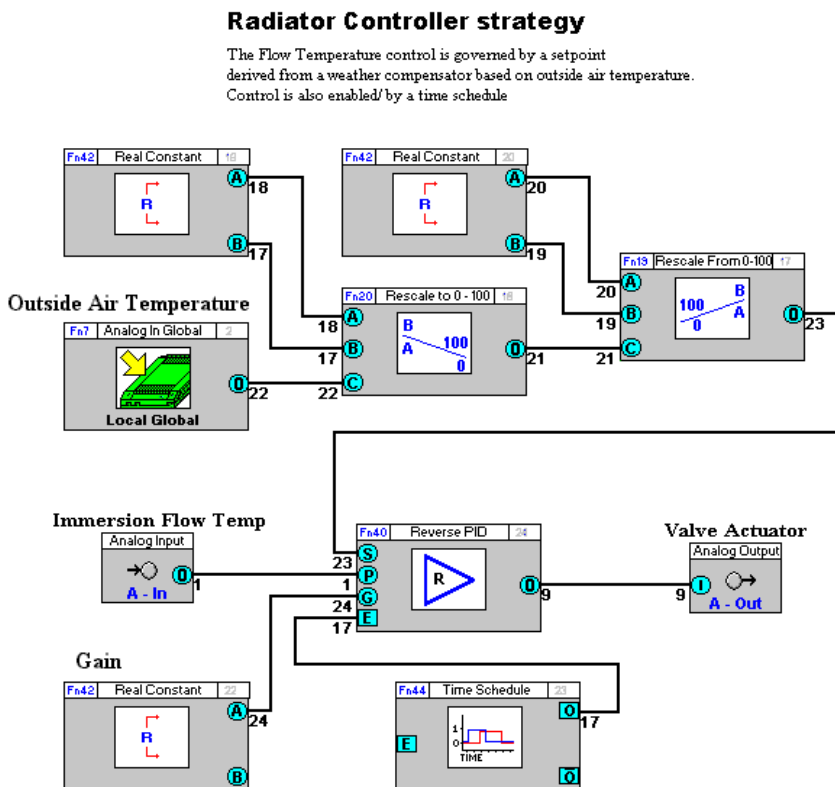 Radiator Controller strategy
The Flow Temperature control is governed by a setpoint
derived from a weather compensator based on outside air temperature.
Control is also enabled/ by a time schedule
Fn42 Real Constant 18
R
A
18
B
17
Fn42 Real Constant 20
R
A
20
B
19
Fn19 Rescale From 0-100 17
A
20
B
19
C
21
100
0
B
A
O
23
Outside Air Temperature
Fn7 Analog In Global 2
Local Global
O
22
Fn20 Rescale to 0 - 100 18
A
18
B
17
C
22
B
A
100
0
O
21
Immersion Flow Temp
Analog Input
A - In
O
1
Fn40 Reverse PID 24
S
23
P
1
G
24
E
17
R
O
9
Valve Actuator
Analog Output
I
9
A - Out
Gain
Fn42 Real Constant 22
R
A
24
B
Fn44 Time Schedule 23
E
1
0
TIME
O
17
O